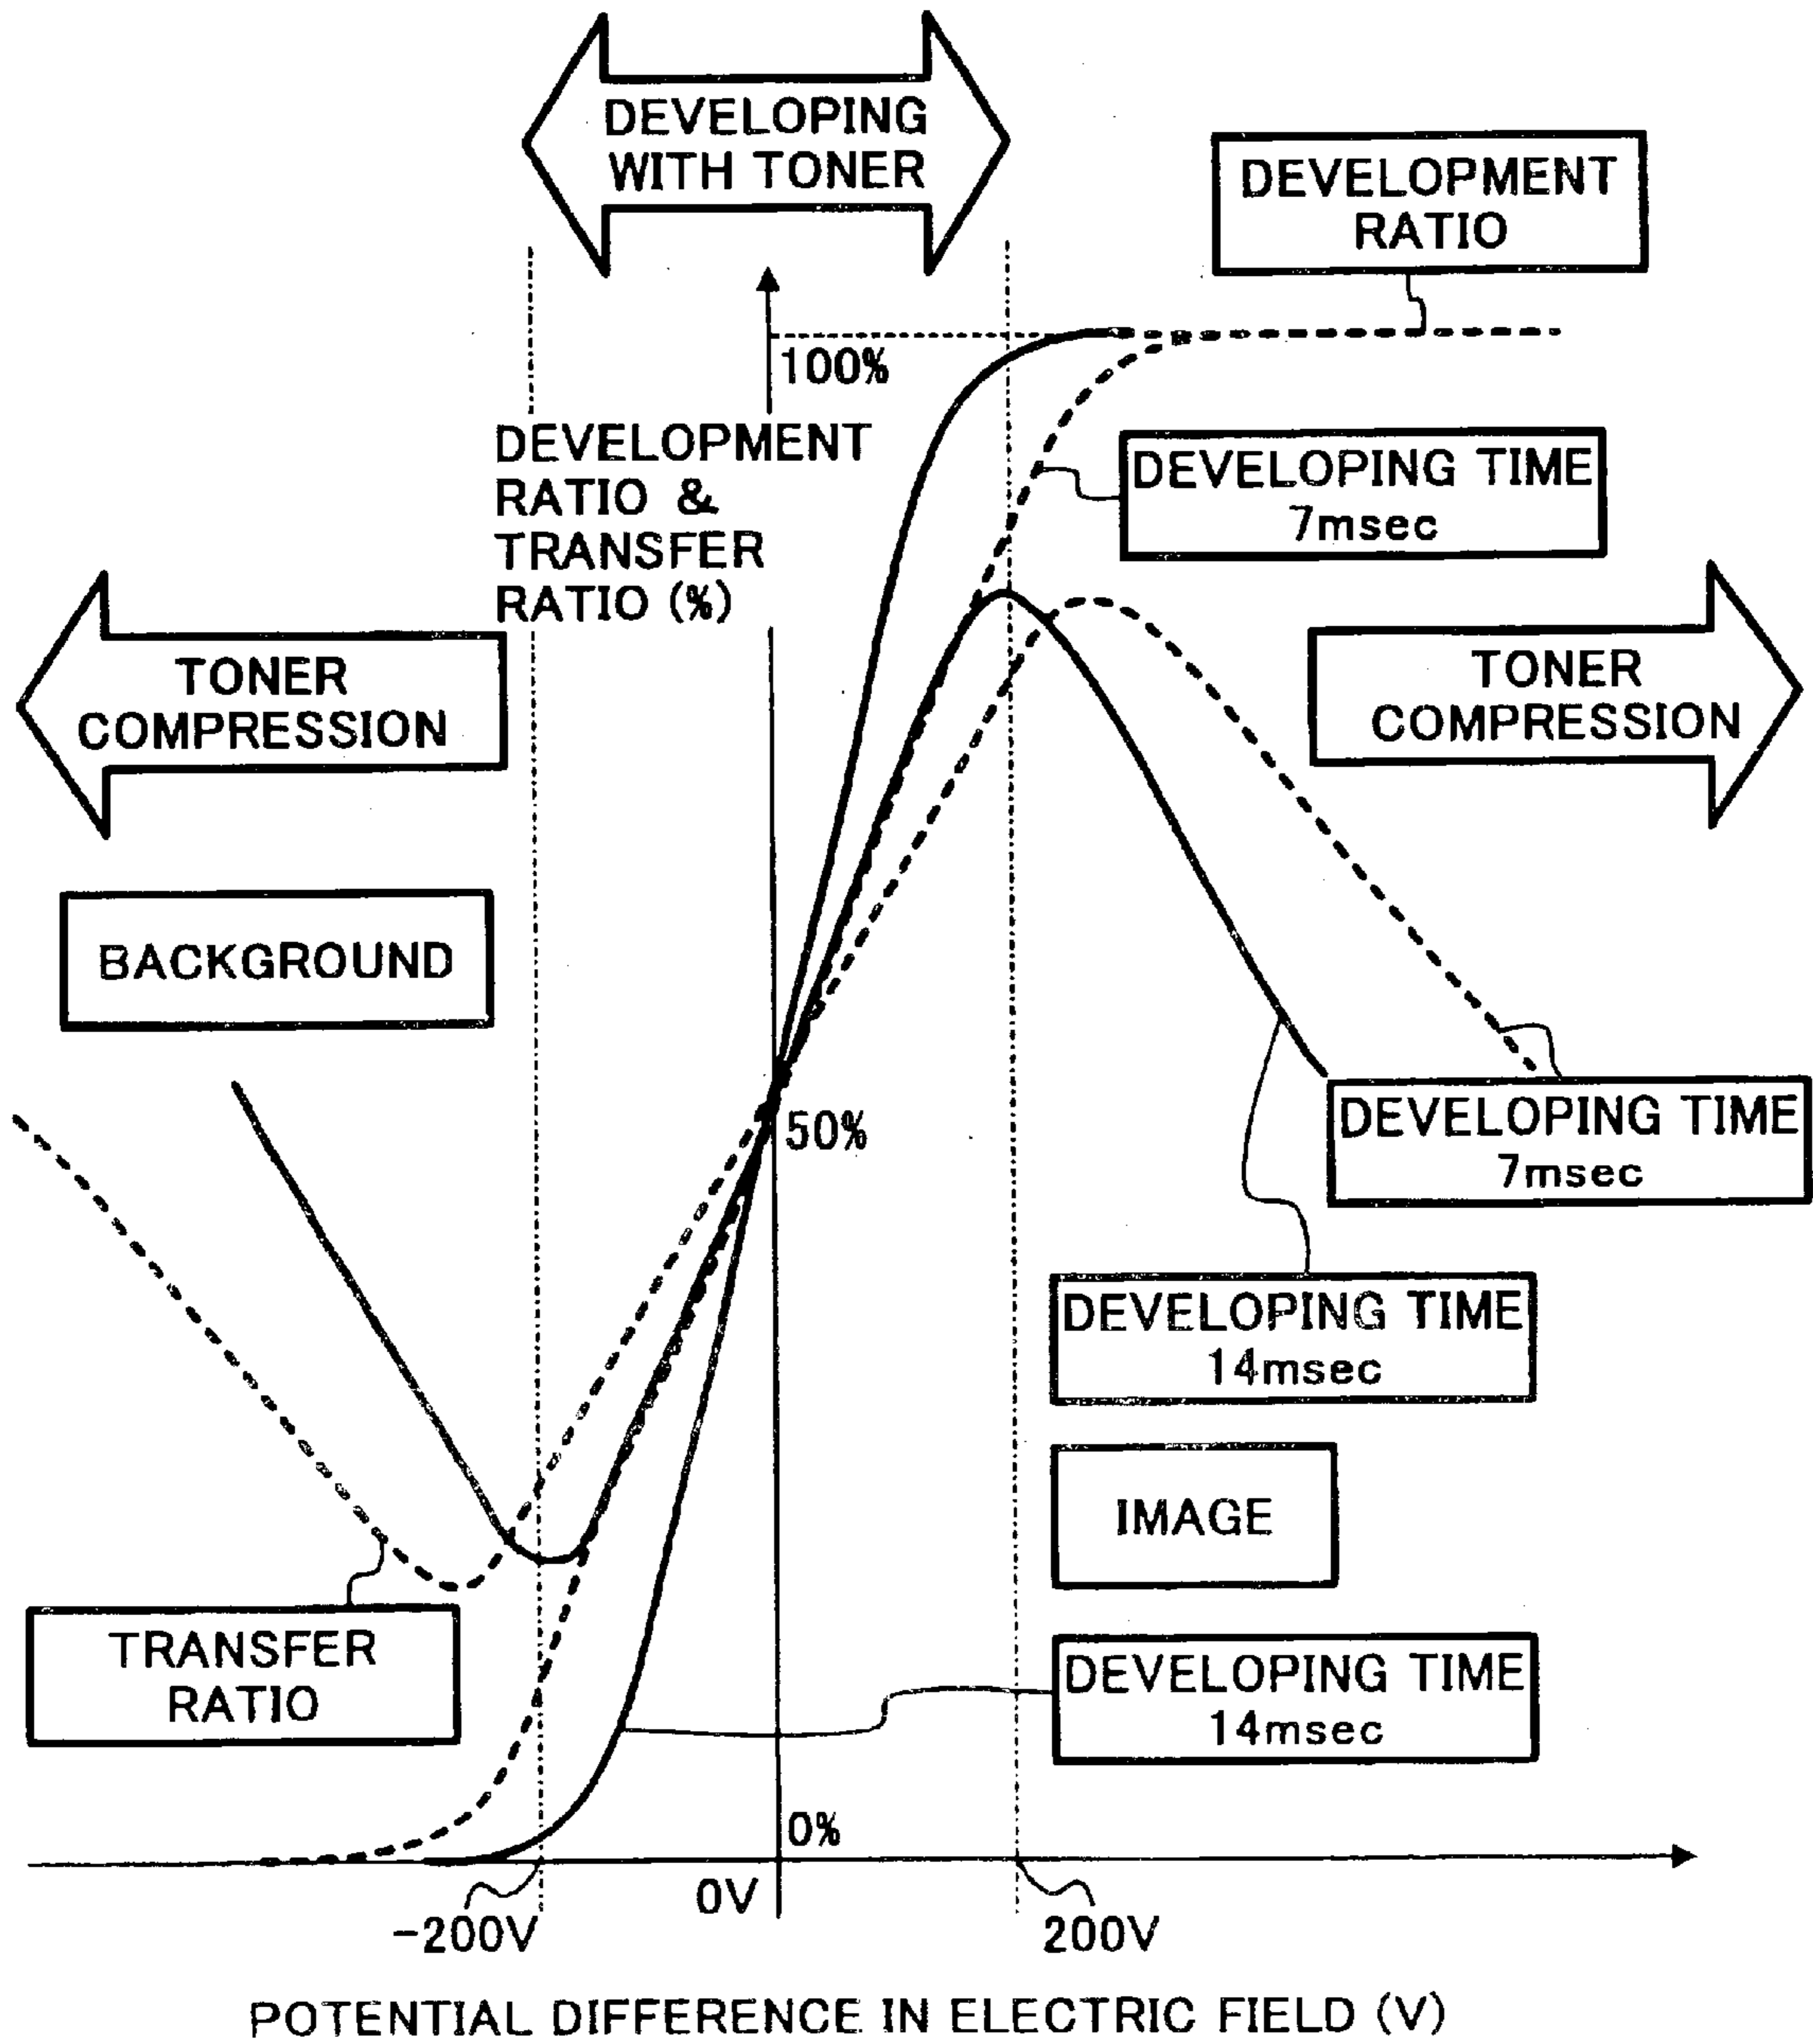 DEVELOPING
WITH TONER
DEVELOPMENT
RATIO
100%
DEVELOPMENT
RATIO &
TRANSFER
RATIO (%)
DEVELOPING TIME
7msec
TONER
COMPRESSION
TONER
COMPRESSION
BACKGROUND
50%
DEVELOPING TIME
7msec
DEVELOPING TIME
14msec
IMAGE
TRANSFER
RATIO
DEVELOPING TIME
14msec
0%
0V
-200V
200V
POTENTIAL DIFFERENCE IN ELECTRIC FIELD (V)